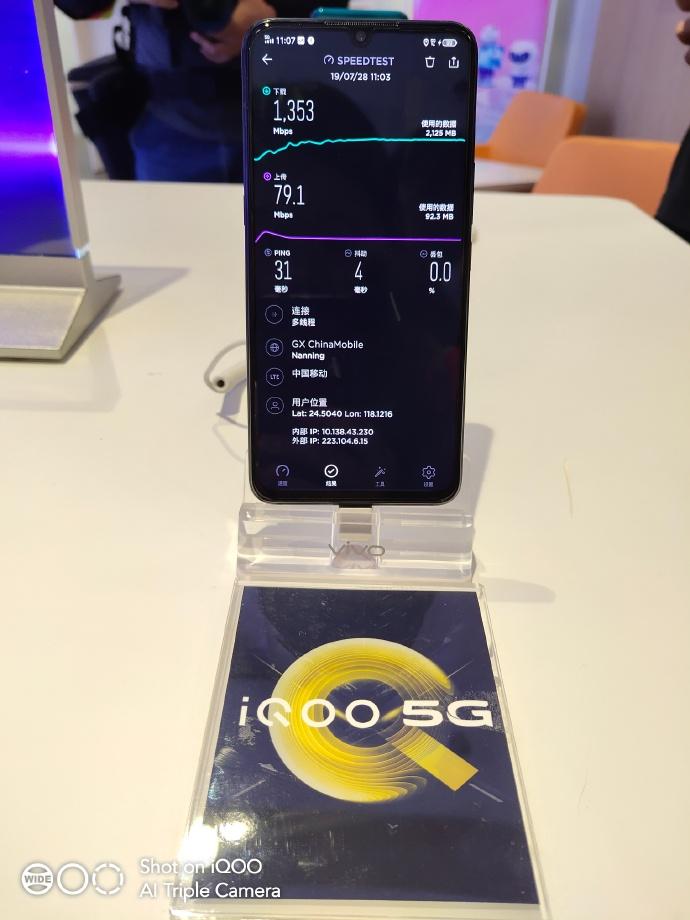 5G
11:07
SPEEDTEST
19/07/28 11:03
下载
1,353
Mbps
使用的数据
2,125 MB
上传
79.1
Mbps
使用的数据
92.3 MB
PING
31
毫秒
抖动
4
毫秒
丢包
0.0
%
连接
多线程
GX ChinaMobile
Nanning
LTE
中国移动
用户位置
Lat: 24.5040 Lon: 118.1216
内部 IP: 10.138.43.230
外部 IP: 223.104.6.15
速度
结果
工具
设置
vivo
iQOO 5G
WIDE
Shot on iQOO
AI Triple Camera